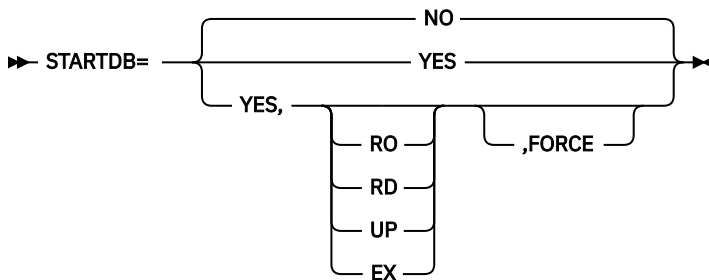 NO
STARTDB= YES
YES,
RO ,FORCE
RD
UP
EX